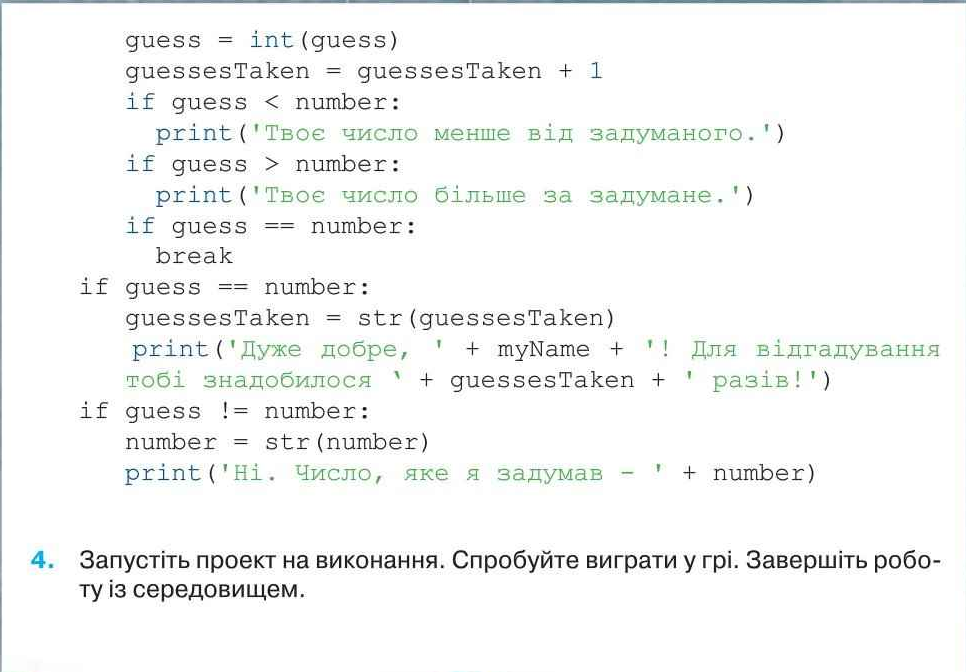 guess = int(guess)
guessesTaken = guessesTaken + 1
if guess < number:
print('Твоє число менше від задуманого.')
if guess > number:
print('Твоє число більше за задумане.')
if guess == number:
break
if guess == number:
guessesTaken = str(guessesTaken)
print('Дуже добре, ' + myName + '! Для відгадування
тобі знадобилося ‘ + guessesTaken + ' разів!')
if guess != number:
number = str(number)
print('Ні. Число, яке я задумав – ' + number)
4. Запустіть проект на виконання. Спробуйте виграти у грі. Завершіть робо-
ту із середовищем.